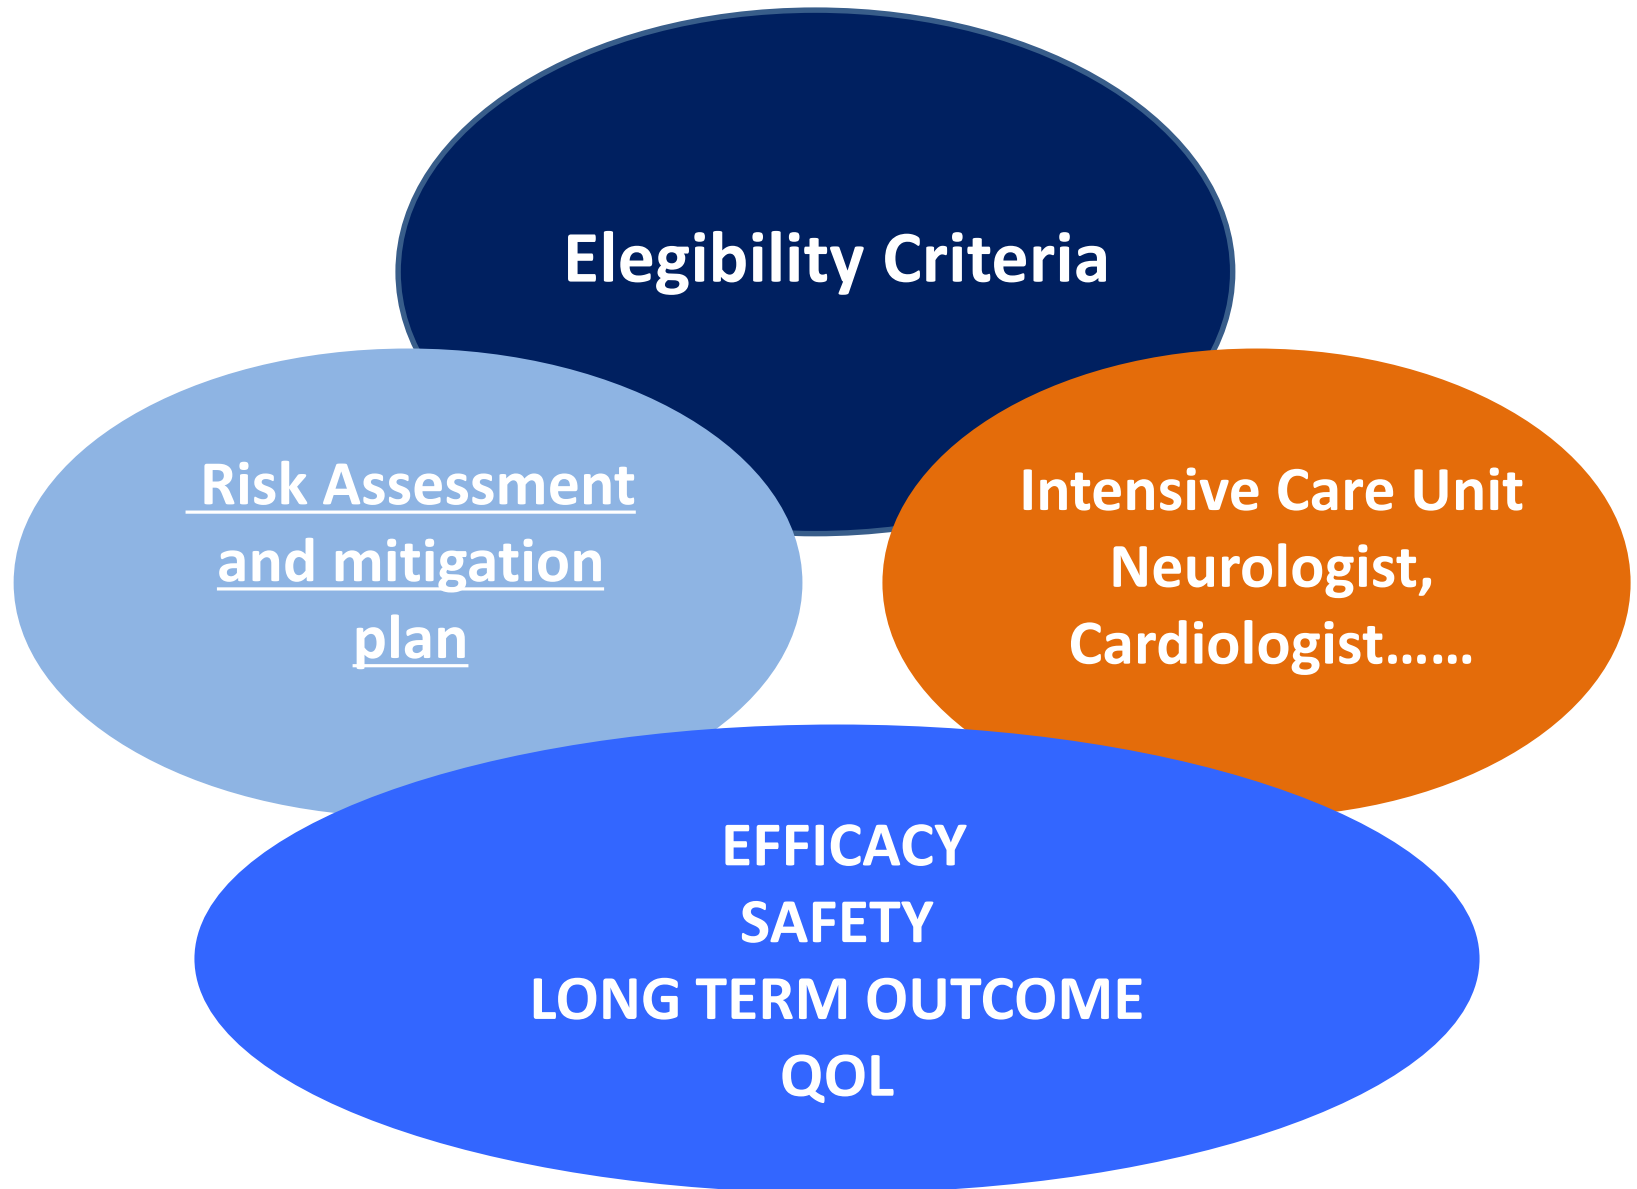 Elegibility Criteria
Risk Assessment
and mitigation
plan
Intensive Care Unit
Neurologist,
Cardiologist……
EFFICACY
SAFETY
LONG TERM OUTCOME
QOL